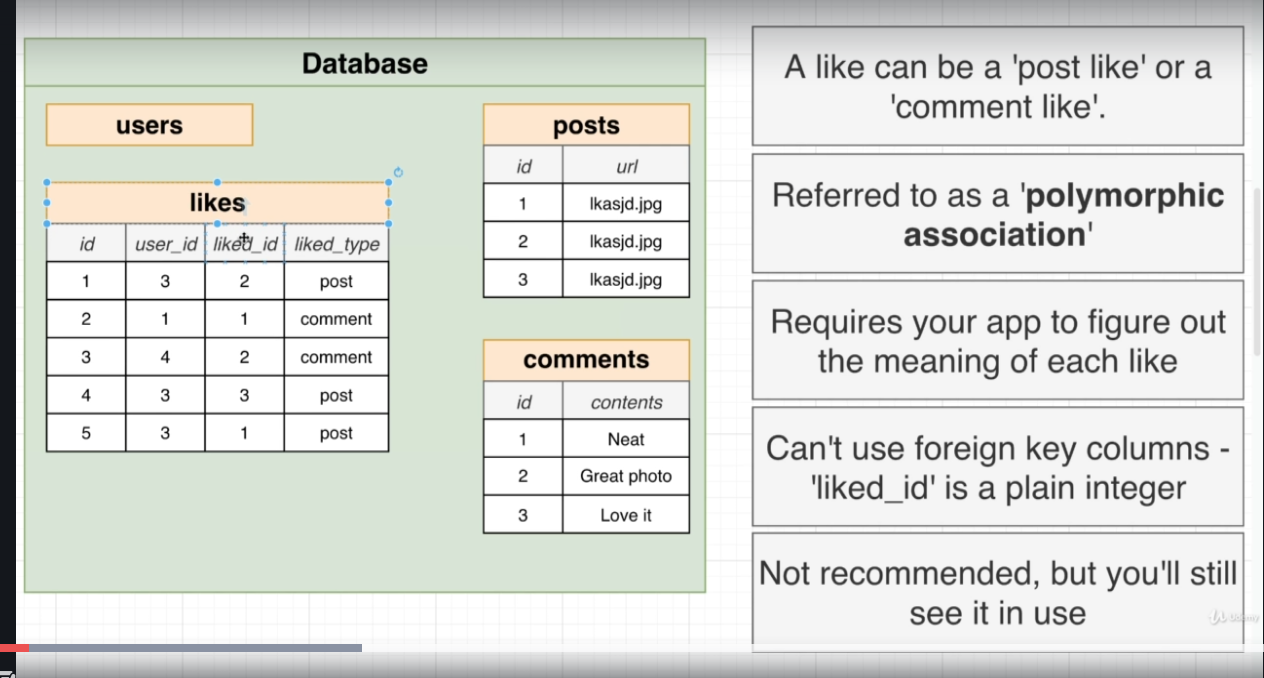 Database
users
likes
id user_id liked_id liked_type
1 3 2 post
2 1 1 comment
3 4 2 comment
4 3 3 post
5 3 1 post
posts
id url
1 lkasjd.jpg
2 lkasjd.jpg
3 lkasjd.jpg
comments
id contents
1 Neat
2 Great photo
3 Love it
A like can be a 'post like' or a
'comment like'.
Referred to as a 'polymorphic
association'
Requires your app to figure out
the meaning of each like
Can't use foreign key columns -
'liked_id' is a plain integer
Not recommended, but you'll still
see it in use
Udemy